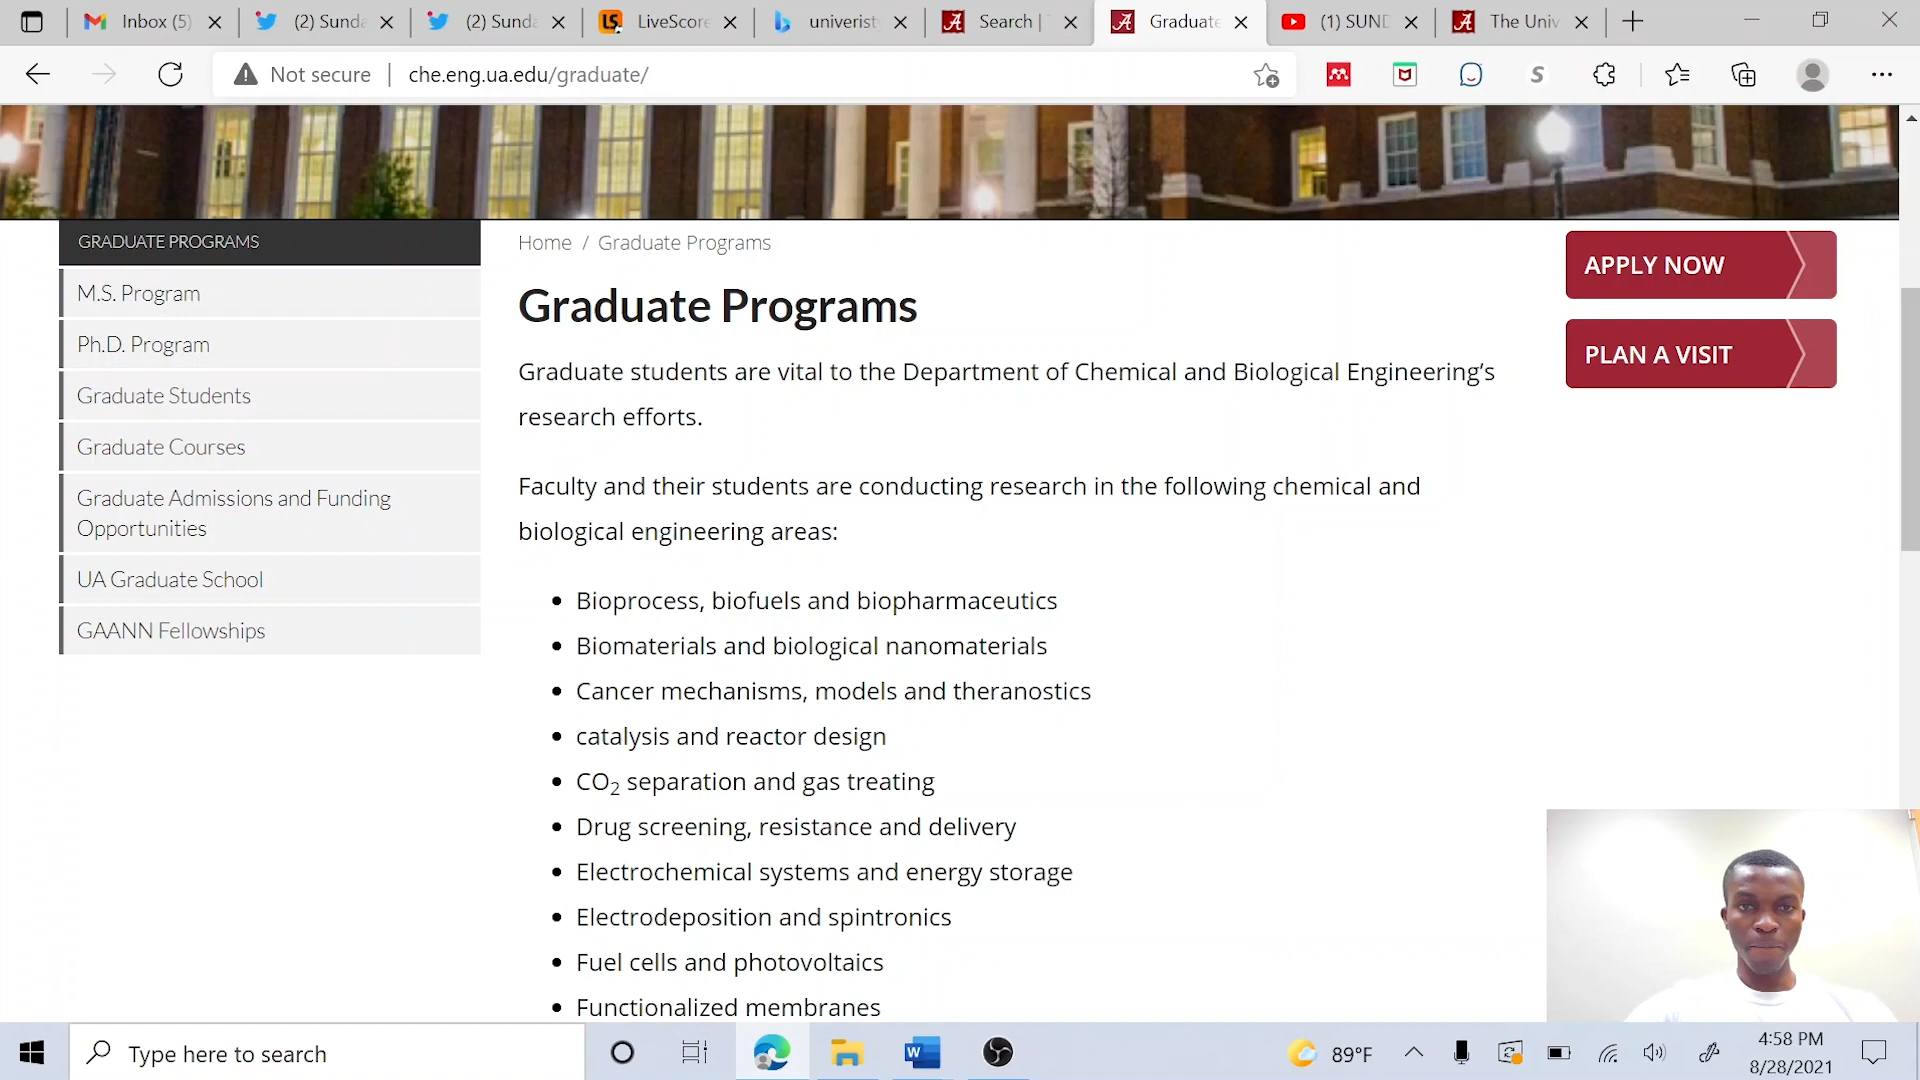 Inbox (5)
(2) Sunda
(2) Sunda
LS
LiveScore
univerist
Search |
Graduate
(1) SUND
The Univ
Not secure
che.eng.ua.edu/graduate/
GRADUATE PROGRAMS
M.S. Program
Ph.D. Program
Graduate Students
Graduate Courses
Graduate Admissions and Funding
Opportunities
UA Graduate School
GAANN Fellowships
Home / Graduate Programs
Graduate Programs
Graduate students are vital to the Department of Chemical and Biological Engineering’s
research efforts.
Faculty and their students are conducting research in the following chemical and
biological engineering areas:
• Bioprocess, biofuels and biopharmaceutics
• Biomaterials and biological nanomaterials
• Cancer mechanisms, models and theranostics
• catalysis and reactor design
• CO₂ separation and gas treating
• Drug screening, resistance and delivery
• Electrochemical systems and energy storage
• Electrodeposition and spintronics
• Fuel cells and photovoltaics
• Functionalized membranes
APPLY NOW
PLAN A VISIT
Type here to search
89°F
4:58 PM
8/28/2021